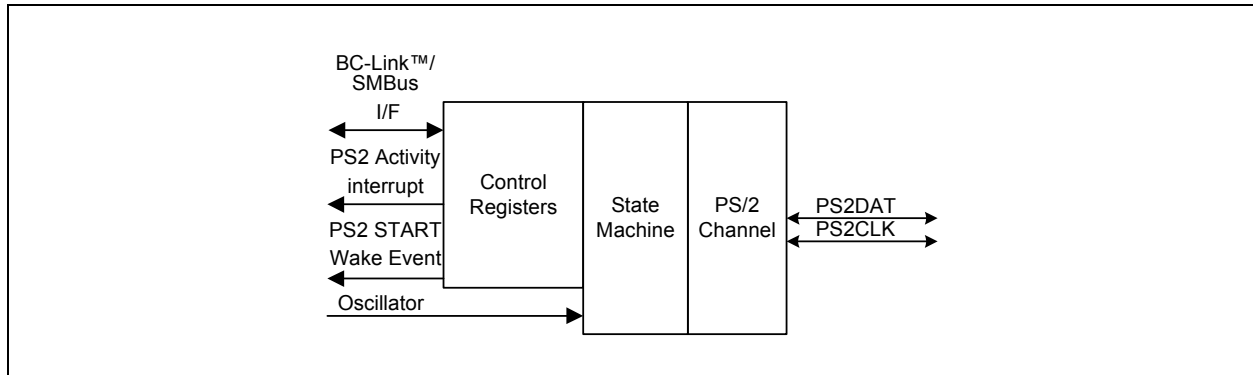 BC-Link™/
SMBus
I/F
PS2 Activity
interrupt
PS2 START
Wake Event
Oscillator
Control
Registers
State
Machine
PS/2
Channel
PS2DAT
PS2CLK